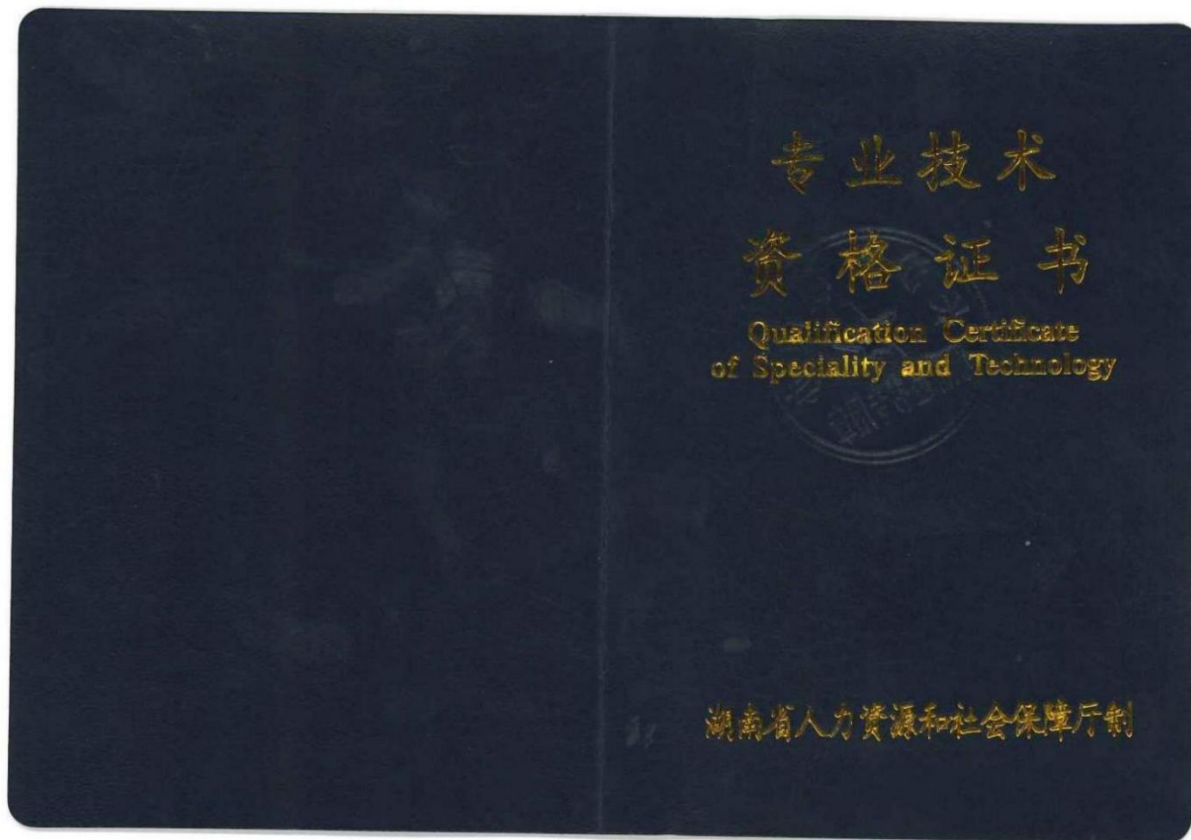 专业技术
资格证书
Qualification Certificate
of Speciality and Technology
湖南省人力资源和社会保障厅制